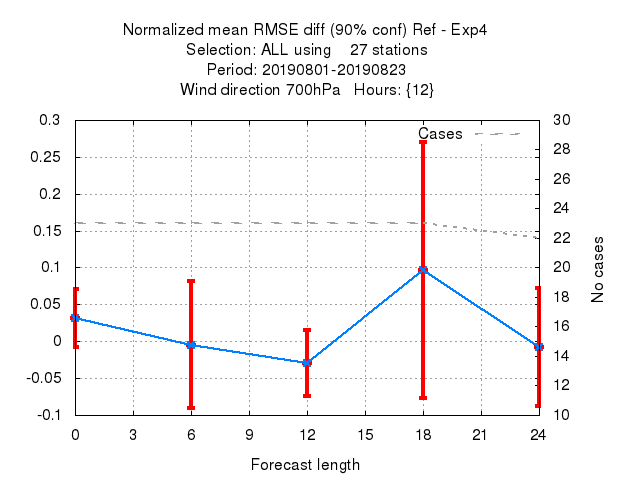 Normalized mean RMSE diff (90% conf) Ref - Exp4
Selection: ALL using    27 stations
Period: 20190801-20190823
Wind direction 700hPa   Hours: {12}
Cases
0.3
0.25
0.2
0.15
0.1
0.05
0
-0.05
-0.1
30
28
26
24
22
20
18
16
14
12
10
No cases
0 3 6 9 12 15 18 21 24
Forecast length